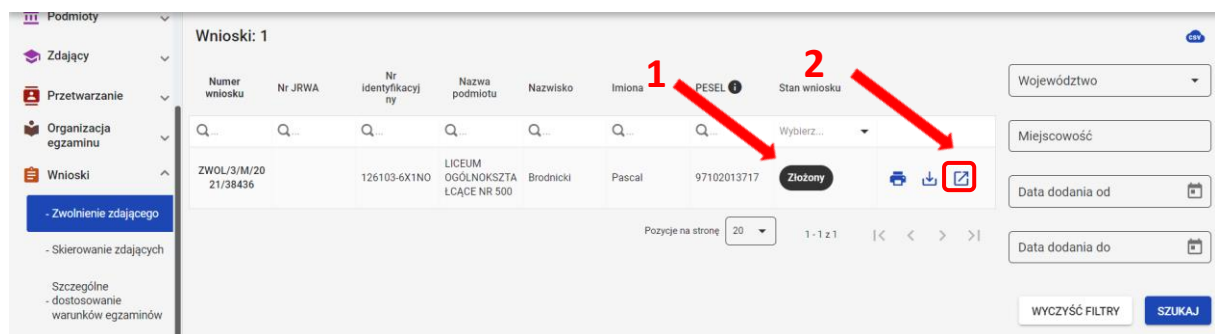 Podmioty
Zdający
Przetwarzanie
Organizacja
egzaminu
Wnioski
- Zwolnienie zdającego
- Skierowanie zdających
Szczególne
- dostosowanie
warunków egzaminów
Wnioski: 1
CSV
1
2
Numer
wniosku
Nr JRWA
Nr
identyfikacyj
ny
Nazwa
podmiotu
Nazwisko
Imiona
PESEL
Stan wniosku
...
...
...
...
...
...
...
Wybierz...
ZWOL/3/M/20
21/38436
126103-6X1N0
LICEUM
OGÓLNOKSZTA
ŁCĄCE NR 500
Brodnicki
Pascal
97102013717
Złożony
Pozycje na stronę 20
1 - 1 z 1
|< < > >|
Województwo
Miejscowość
Data dodania od
Data dodania do
WYCZYŚĆ FILTRY
SZUKAJ